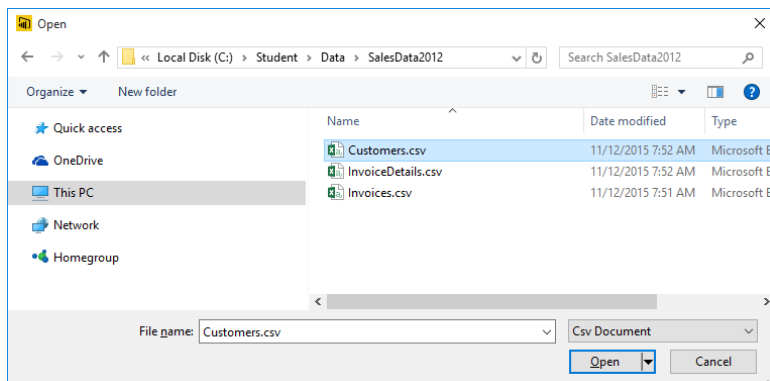 Open
« Local Disk (C:) > Student > Data > SalesData2012
Search SalesData2012
Organize
New folder
Quick access
OneDrive
This PC
Network
Homegroup
Name
Date modified
Type
Customers.csv 11/12/2015 7:52 AM Microsoft E
InvoiceDetails.csv 11/12/2015 7:52 AM Microsoft E
Invoices.csv 11/12/2015 7:51 AM Microsoft E
File name: Customers.csv
Csv Document
Open
Cancel